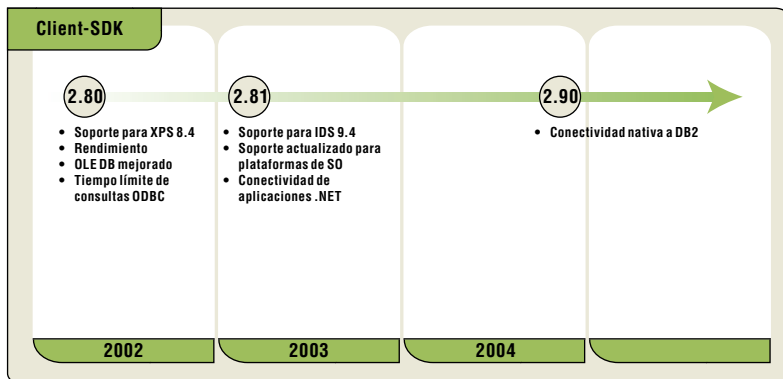 Client-SDK
2.80
2.81
2.90
• Soporte para XPS 8.4
• Rendimiento
• OLE DB mejorado
• Tiempo límite de
consultas ODBC
• Soporte para IDS 9.4
• Soporte actualizado para
plataformas de SO
• Conectividad de
aplicaciones .NET
• Conectividad nativa a DB2
2002
2003
2004